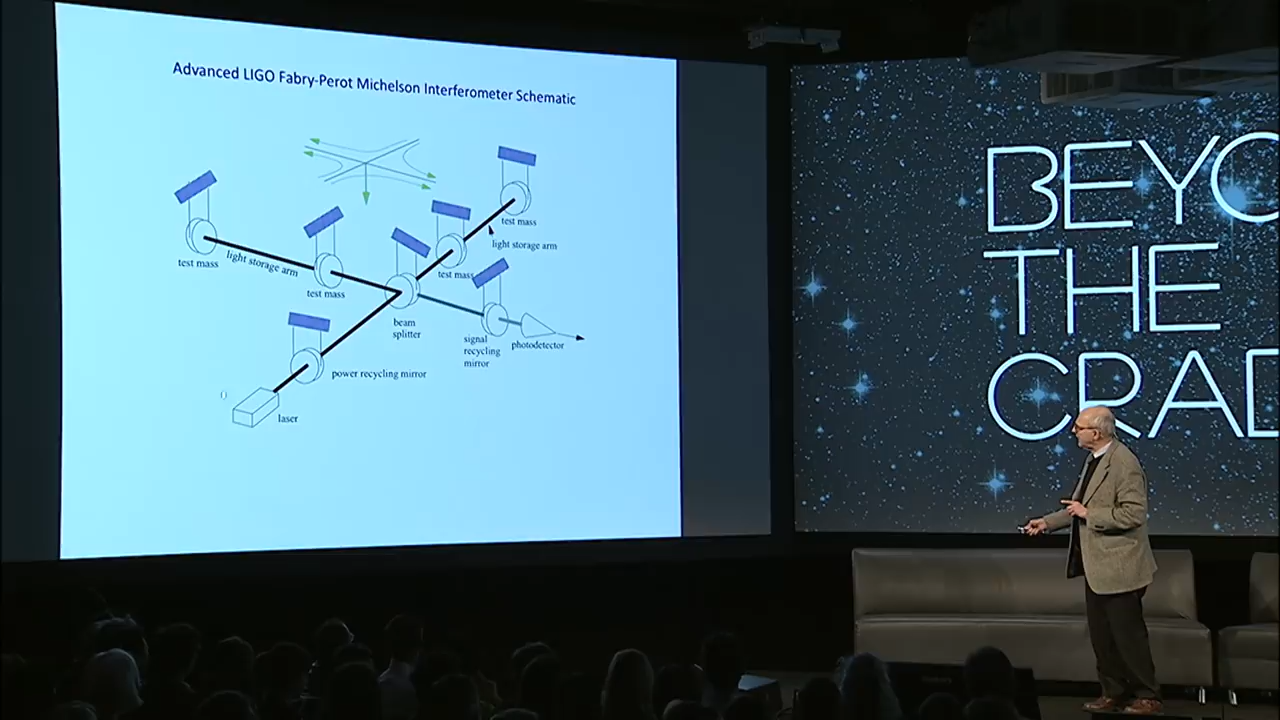 Advanced LIGO Fabry-Perot Michelson Interferometer Schematic
test mass
light storage arm
test mass
test mass
light storage arm
test mass
beam
splitter
signal
recycling
mirror
photodetector
power recycling mirror
laser
()
BEYO
THE
CRAD